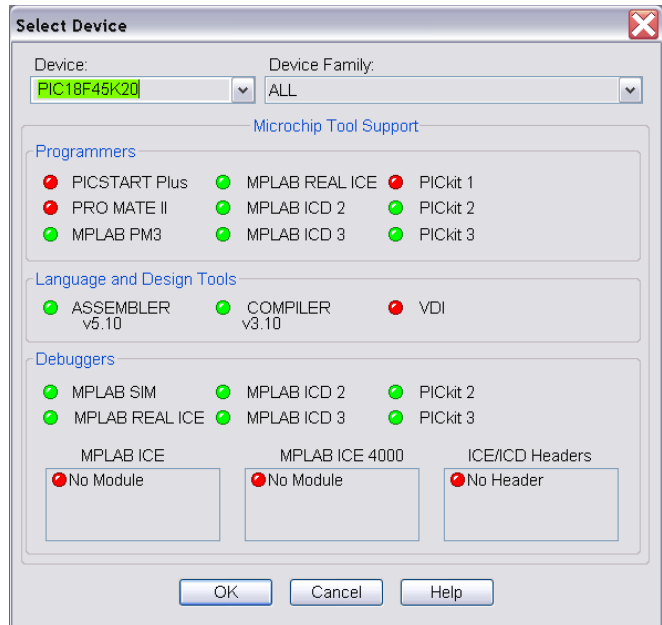 Select Device
Device: Device Family:
PIC18F45K20 ALL
Microchip Tool Support
Programmers
PICSTART Plus MPLAB REAL ICE PICkit 1
PRO MATE II MPLAB ICD 2 PICkit 2
MPLAB PM3 MPLAB ICD 3 PICkit 3
Language and Design Tools
ASSEMBLER COMPILER VDI
v5.10 v3.10
Debuggers
MPLAB SIM MPLAB ICD 2 PICkit 2
MPLAB REAL ICE MPLAB ICD 3 PICkit 3
MPLAB ICE MPLAB ICE 4000 ICE/ICD Headers
No Module No Module No Header
OK Cancel Help